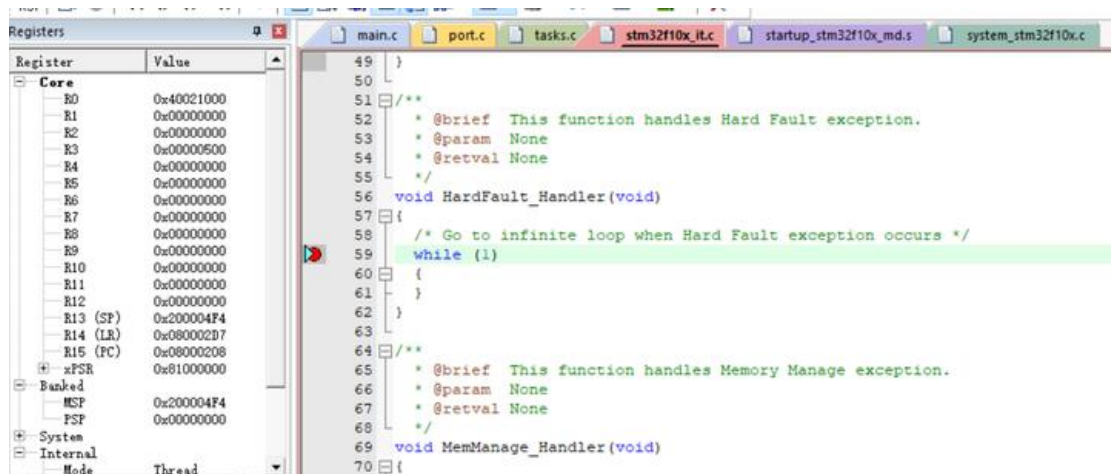 Registers
Register Value
Core
R0 0x40021000
R1 0x00000000
R2 0x00000000
R3 0x00000500
R4 0x00000000
R5 0x00000000
R6 0x00000000
R7 0x00000000
R8 0x00000000
R9 0x00000000
R10 0x00000000
R11 0x00000000
R12 0x00000000
R13 (SP) 0x200004F4
R14 (LR) 0x080002D7
R15 (PC) 0x08000208
xPSR 0x81000000
Banked
MSP 0x200004F4
PSP 0x00000000
System
Internal
Mode Thread
main.c port.c tasks.c stm32f10x_it.c startup_stm32f10x_md.s system_stm32f10x.c
49 }
50
51 /**
52 * @brief This function handles Hard Fault exception.
53 * @param None
54 * @retval None
55 */
56 void HardFault_Handler(void)
57 {
58 /* Go to infinite loop when Hard Fault exception occurs */
59 while (1)
60 {
61 }
62 }
63
64 /**
65 * @brief This function handles Memory Manage exception.
66 * @param None
67 * @retval None
68 */
69 void MemManage_Handler(void)
70 {